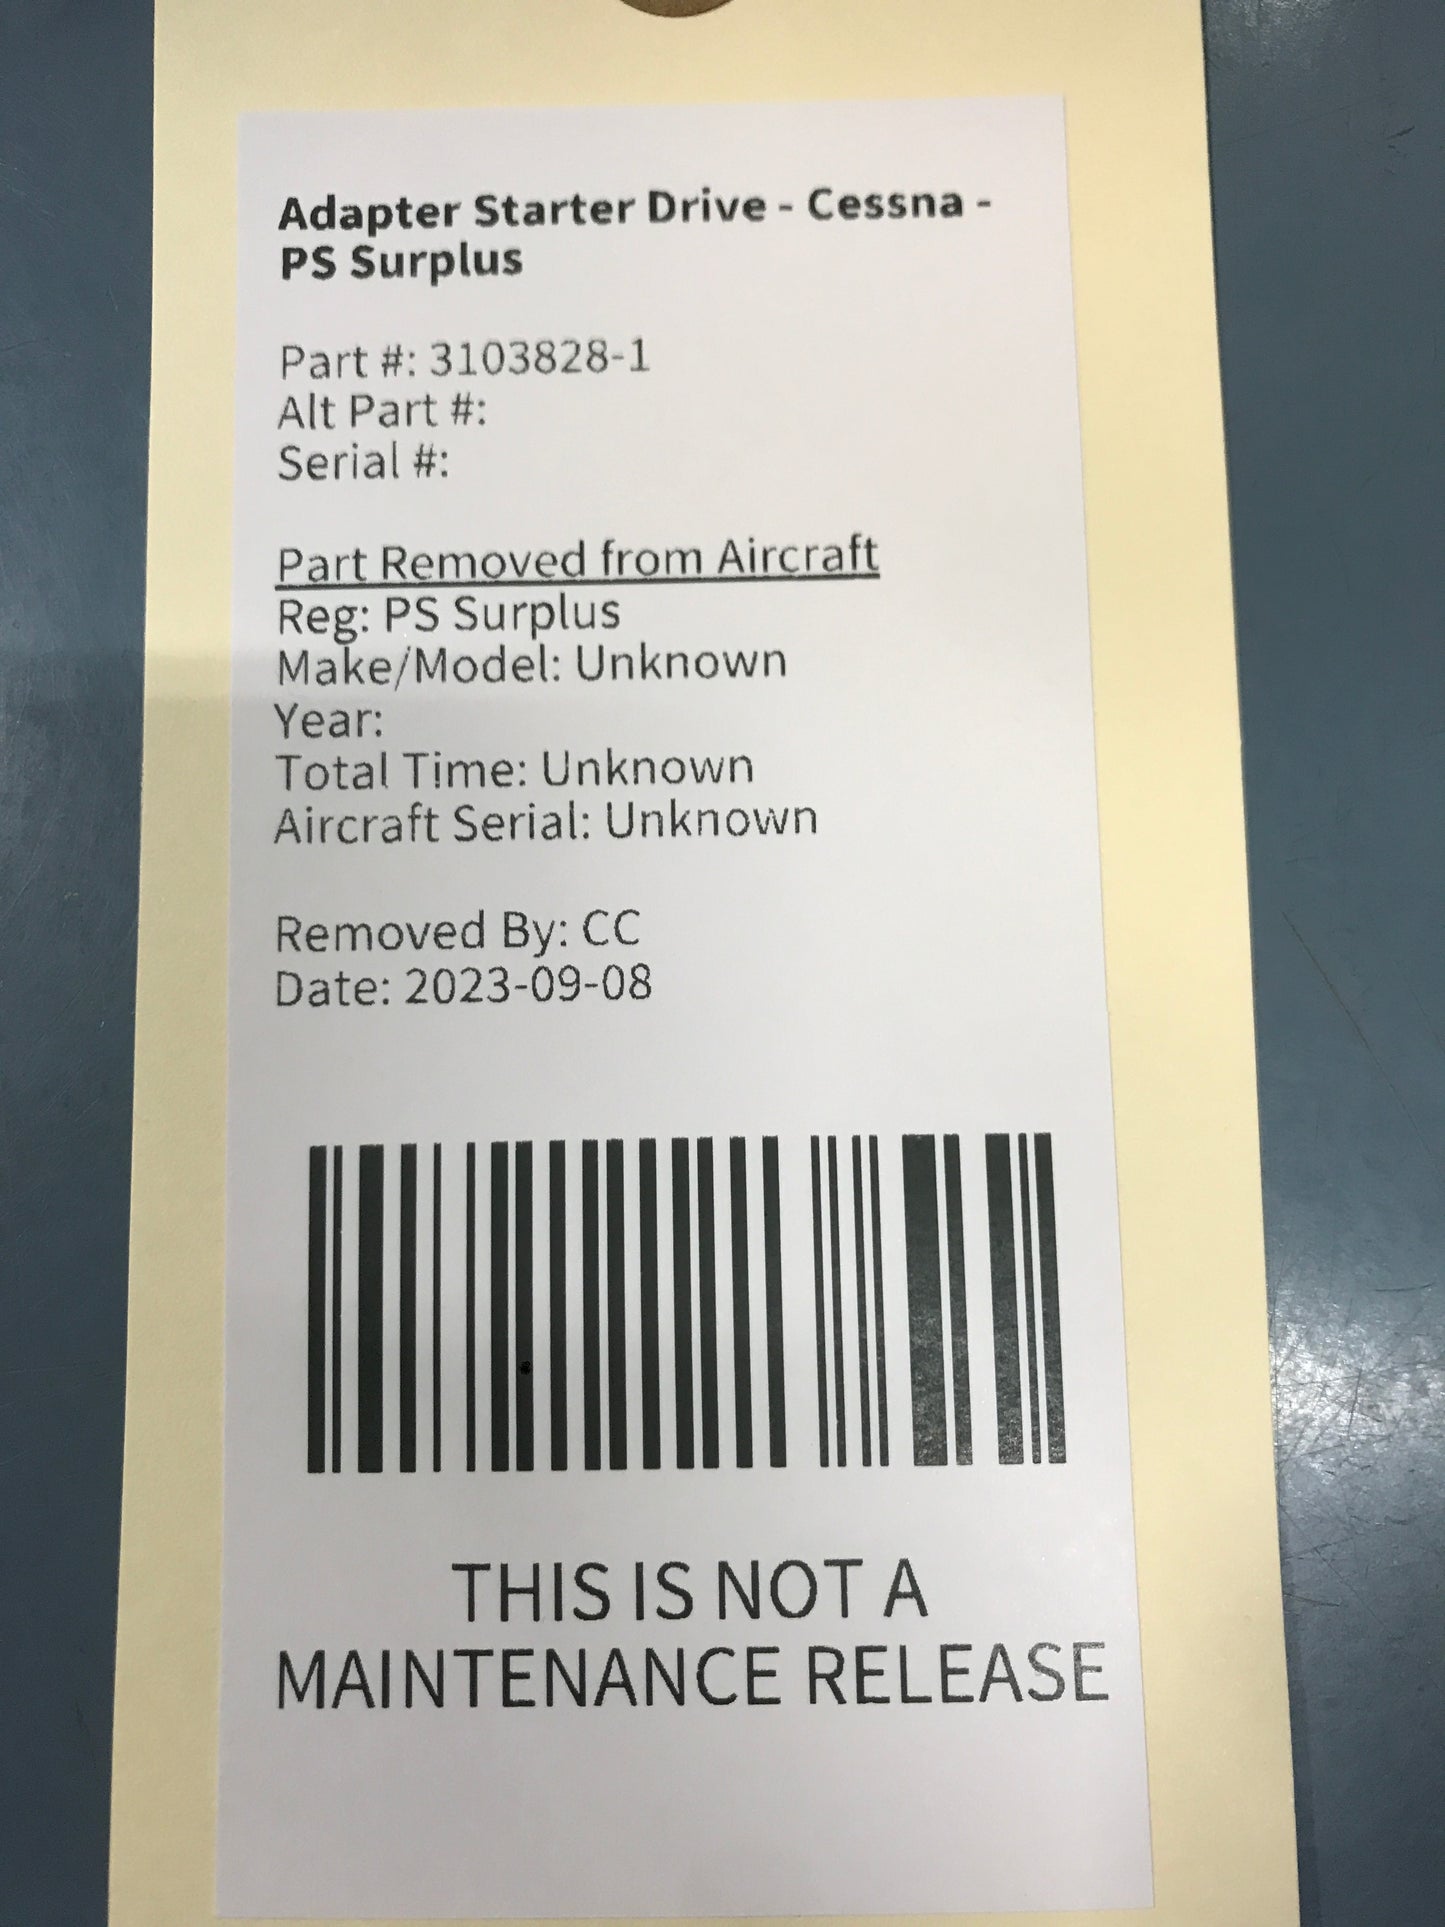 Adapter Starter Drive - Cessna -
PS Surplus
Part #: 3103828-1
Alt Part #:
Serial #:
Part Removed from Aircraft
Reg: PS Surplus
Make/Model: Unknown
Year:
Total Time: Unknown
Aircraft Serial: Unknown
Removed By: CC
Date: 2023-09-08
THIS IS NOT A
MAINTENANCE RELEASE